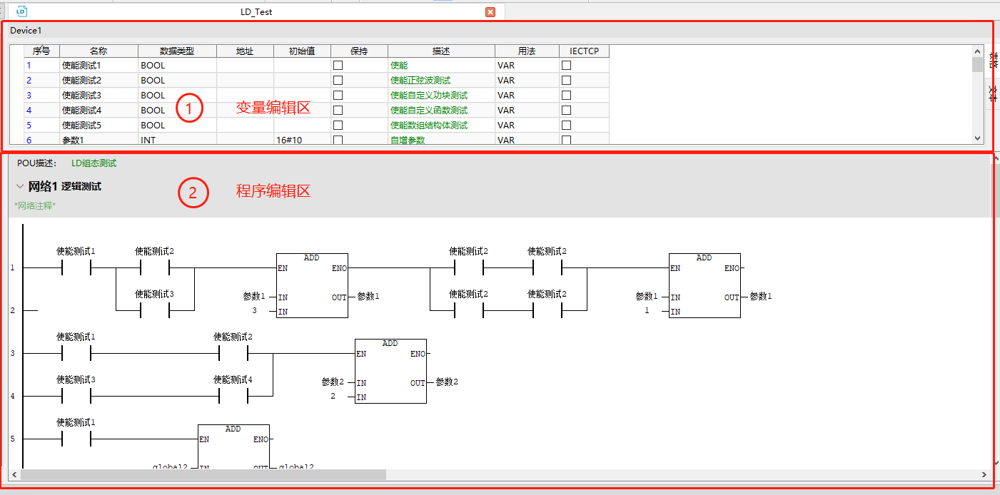 LD LD_Test
Device1
序号 名称 数据类型 地址 初始值 保持 描述 用法 IECTCP
1 使能测试1 BOOL 使能 VAR
2 使能测试2 BOOL 使能正弦波测试 VAR
3 使能测试3 BOOL 使能自定义功块测试 VAR
4 使能测试4 BOOL 使能自定义函数测试 VAR
5 使能测试5 BOOL 使能数组结构体测试 VAR
6 参数1 INT 16#10 自增参数 VAR
1 变量编辑区
文本
POU描述: LD组态测试
网络1 逻辑测试
2 程序编辑区
*网络注释*
使能测试1 使能测试2 使能测试2 使能测试2
ADD ADD
1 EN ENO EN ENO
使能测试3 使能测试2 使能测试2
参数1 IN OUT 参数1 参数1 IN OUT 参数1
2 3 IN 1 IN
使能测试1 使能测试2
ADD
3 EN ENO
使能测试3 使能测试4
参数2 IN OUT 参数2
4 2 IN
使能测试1
ADD
5 EN ENO
global2 IN OUT global2